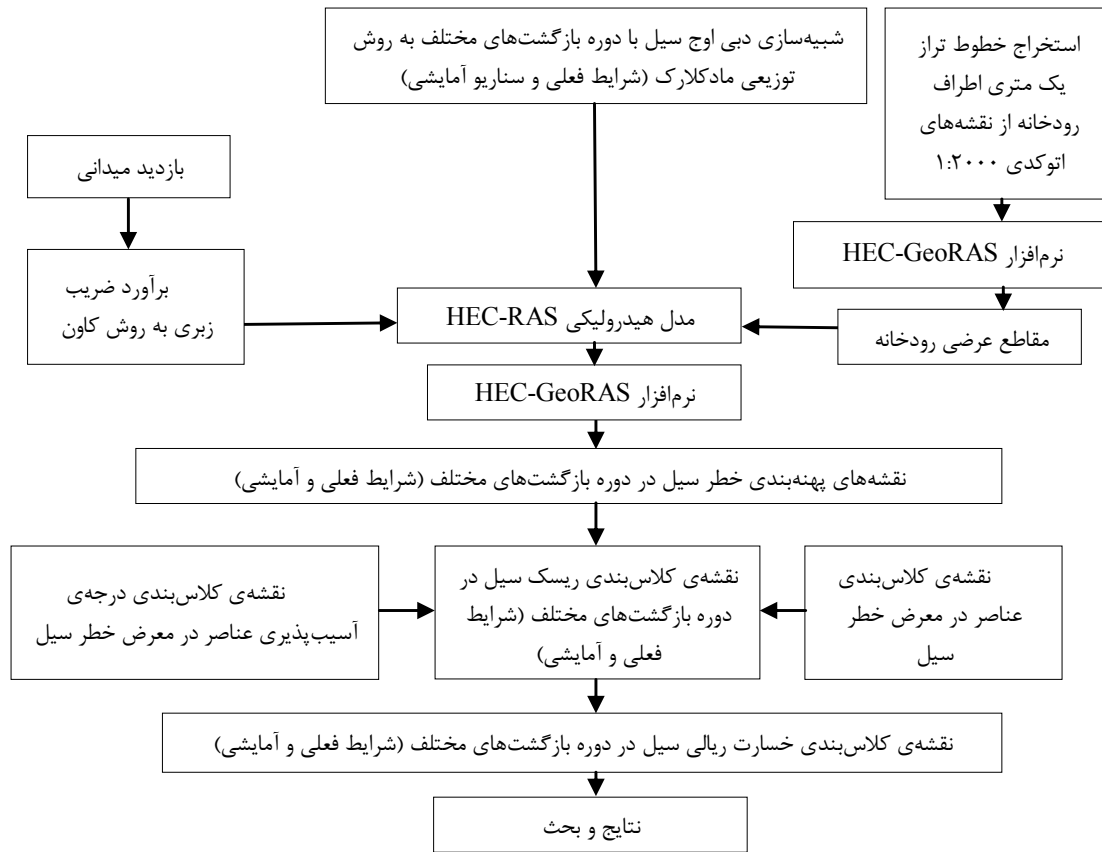 شبیه‌سازی دبی اوج سیل با دوره بازگشت‌های مختلف به روش
توزیعی مادکلارک (شرایط فعلی و سناریو آمایشی)
استخراج خطوط تراز
یک متری اطراف
رودخانه از نقشه‌های
اتوکدی ۱:۲۰۰۰
بازدید میدانی
نرم‌افزار HEC-GeoRAS
برآورد ضریب
زبری به روش کاون
مدل هیدرولیکی HEC-RAS
مقاطع عرضی رودخانه
نرم‌افزار HEC-GeoRAS
نقشه‌های پهنه‌بندی خطر سیل در دوره بازگشت‌های مختلف (شرایط فعلی و آمایشی)
نقشه‌ی کلاس‌بندی
عناصر در معرض خطر
سیل
نقشه‌ی کلاس‌بندی ریسک سیل در
دوره بازگشت‌های مختلف (شرایط
فعلی و آمایشی)
نقشه‌ی کلاس‌بندی درجه‌ی
آسیب‌پذیری عناصر در معرض خطر سیل
نقشه‌ی کلاس‌بندی خسارت ریالی سیل در دوره بازگشت‌های مختلف (شرایط فعلی و آمایشی)
نتایج و بحث